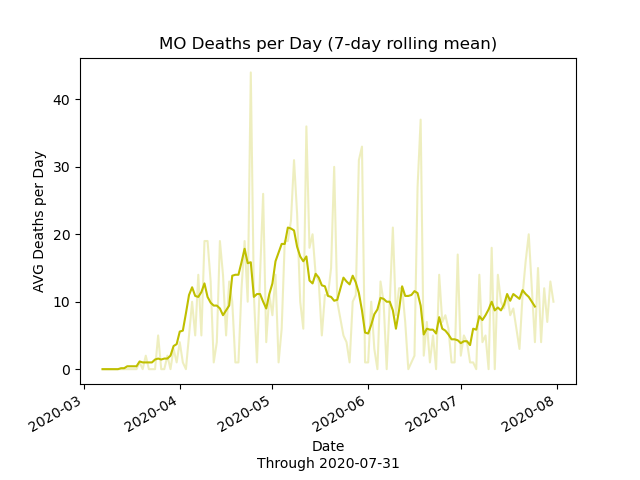 MO Deaths per Day (7-day rolling mean)
AVG Deaths per Day
40
30
20
10
0
2020-03
2020-04
2020-05
2020-06
2020-07
2020-08
Date
Through 2020-07-31